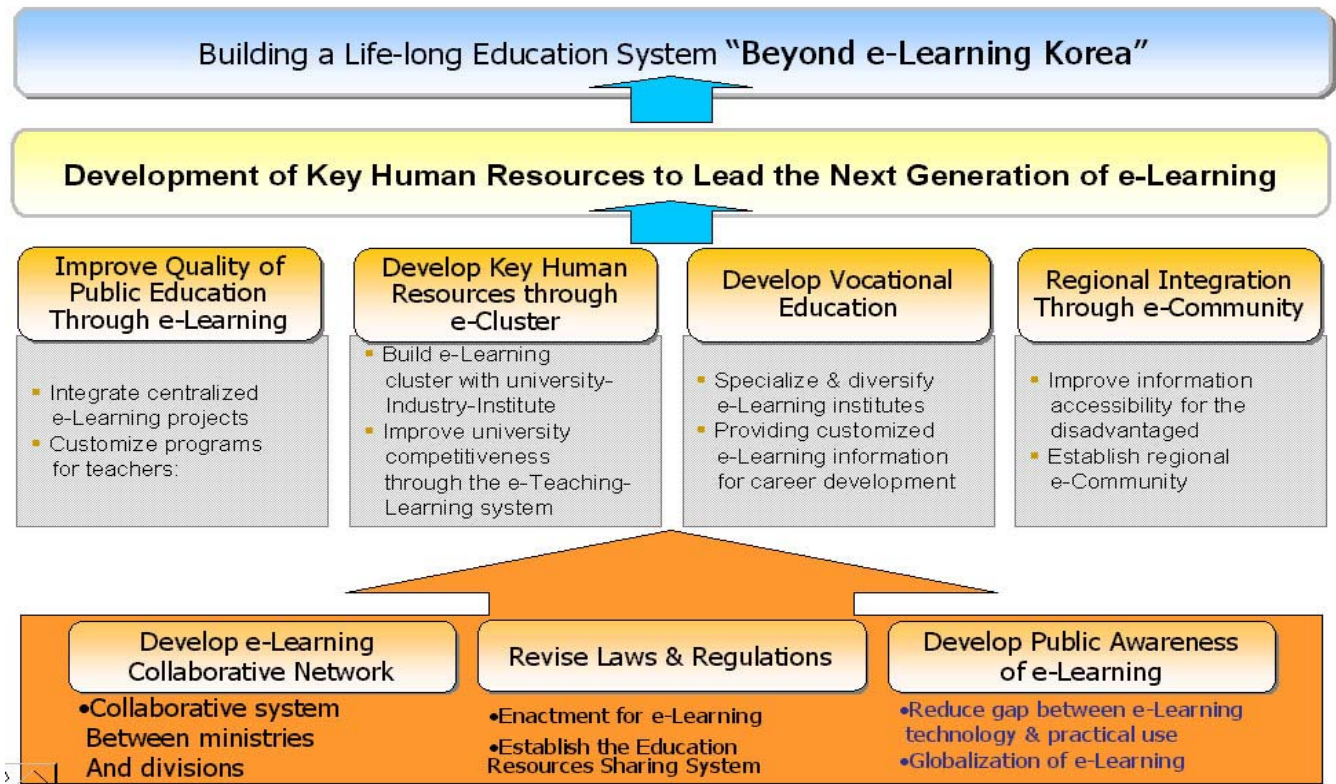 Building a Life-long Education System “Beyond e-Learning Korea”
Development of Key Human Resources to Lead the Next Generation of e-Learning
Improve Quality of
Public Education
Through e-Learning
▪ Integrate centralized
e-Learning projects
▪ Customize programs
for teachers:
Develop Key Human
Resources through
e-Cluster
▪ Build e-Learning
cluster with university-
Industry-Institute
▪ Improve university
competitiveness
through the e-Teaching-
Learning system
Develop Vocational
Education
▪ Specialize & diversify
e-Learning institutes
▪ Providing customized
e-Learning information
for career development
Regional Integration
Through e-Community
▪ Improve information
accessibility for the
disadvantaged
▪ Establish regional
e-Community
Develop e-Learning
Collaborative Network
•Collaborative system
Between ministries
And divisions
Revise Laws & Regulations
•Enactment for e-Learning
•Establish the Education
Resources Sharing System
Develop Public Awareness
of e-Learning
•Reduce gap between e-Learning
technology & practical use
•Globalization of e-Learning